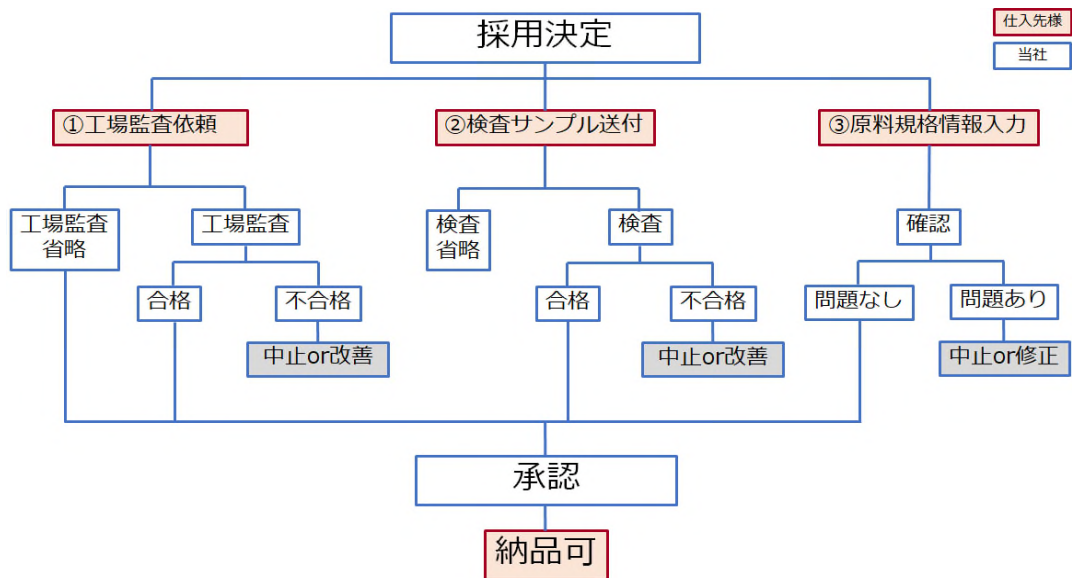 採用決定
仕入先様
当社
①工場監査依頼
②検査サンプル送付
③原料規格情報入力
工場監査
省略
工場監査
検査
省略
検査
確認
合格
不合格
合格
不合格
問題なし
問題あり
中止or改善
中止or改善
中止or修正
承認
納品可